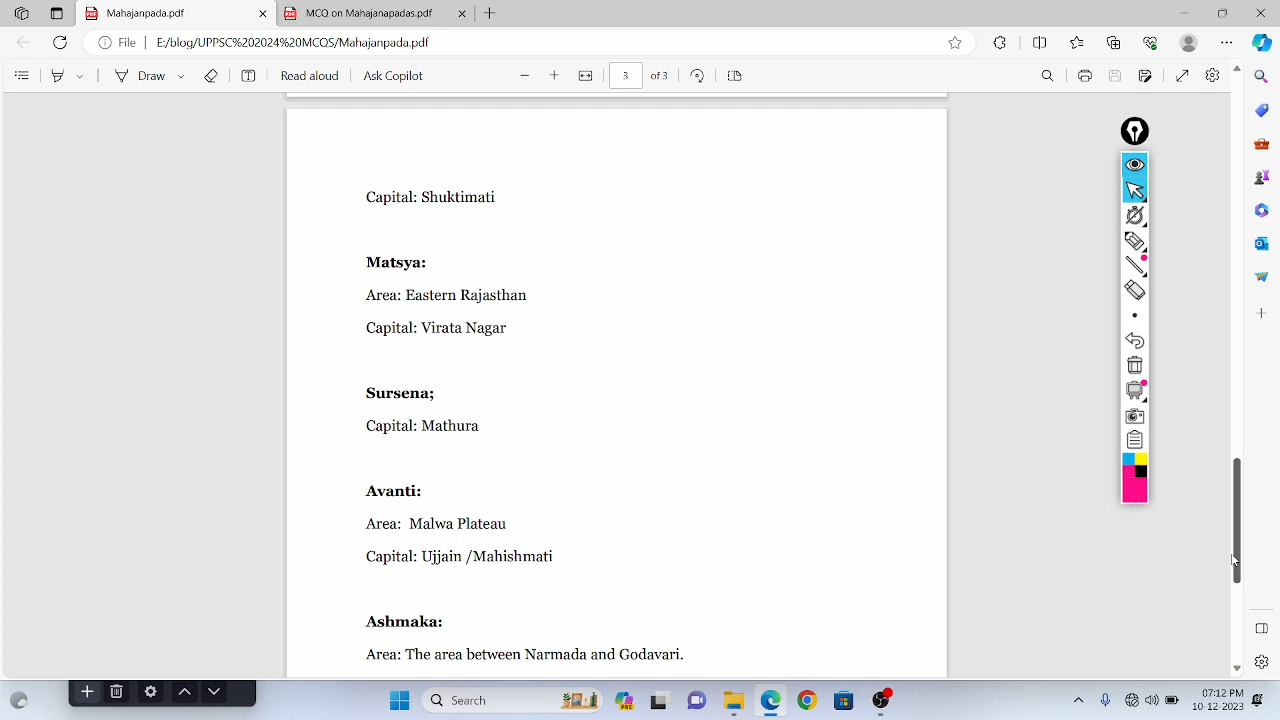 Mahajanpada.pdf
MCQ on Mahajanapadas.pdf
File
E:/blog/UPPSC%202024%20MCQS/Mahajanpada.pdf
Draw
Read aloud
Ask Copilot
3
of 3
Capital: Shuktimati
Matsya:
Area: Eastern Rajasthan
Capital: Virata Nagar
Sursena;
Capital: Mathura
Avanti:
Area:  Malwa Plateau
Capital: Ujjain /Mahishmati
Ashmaka:
Area: The area between Narmada and Godavari.
Search
07:12 PM
10-12-2023